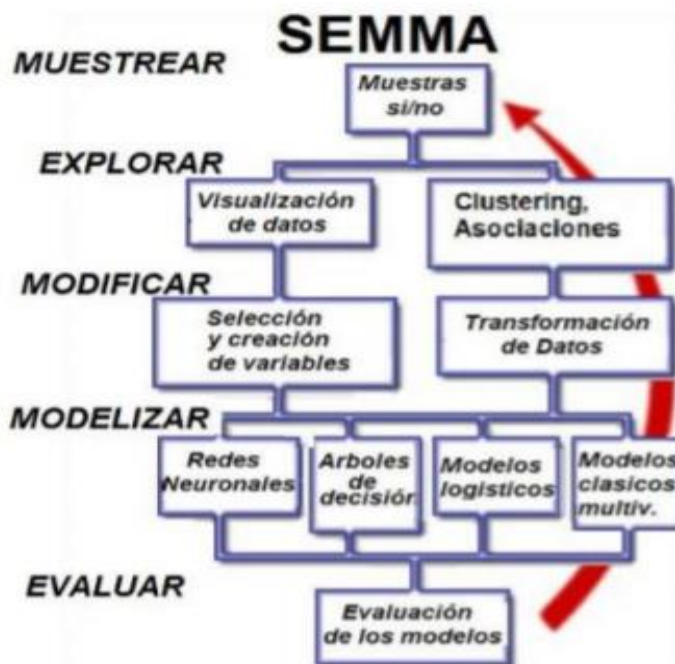 SEMMA
MUESTREAR
Muestras
si/no
EXPLORAR
Visualización
de datos
Clustering,
Asociaciones
MODIFICAR
Selección
y creación
de variables
Transformación
de Datos
MODELIZAR
Redes
Neuronales
Arboles
de
decisión
Modelos
logisticos
Modelos
clasicos
multiv.
EVALUAR
Evaluación
de los modelos